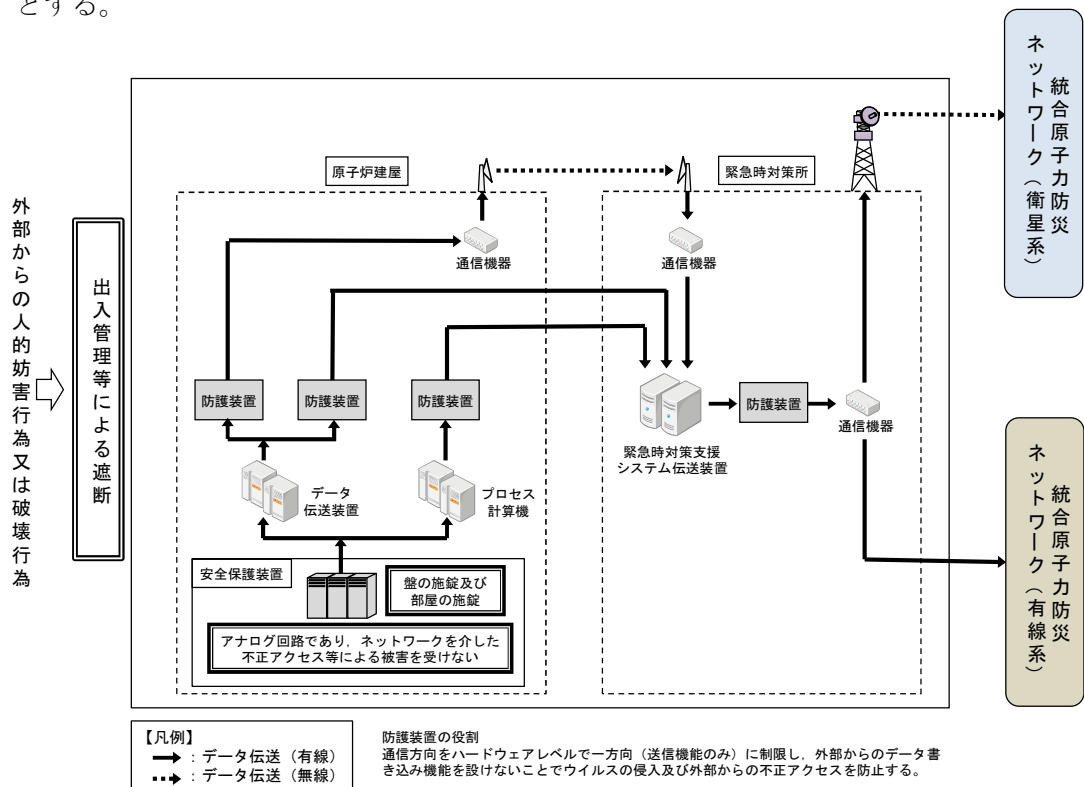 とする。
統合原子力防災
ネットワーク（衛星系）
原子炉建屋
緊急時対策所
外部からの人的妨害行為又は破壊行為
出入管理等による遮断
通信機器
通信機器
防護装置
防護装置
防護装置
防護装置
通信機器
緊急時対策支援
システム伝送装置
データ
伝送装置
プロセス
計算機
統合原子力防災
ネットワーク（有線系）
安全保護装置
盤の施錠及び
部屋の施錠
アナログ回路であり，ネットワークを介した
不正アクセス等による被害を受けない
【凡例】
：データ伝送（有線）
：データ伝送（無線）
防護装置の役割
通信方向をハードウェアレベルで一方向（送信機能のみ）に制限し，外部からのデータ書
き込み機能を設けないことでウイルスの侵入及び外部からの不正アクセスを防止する。